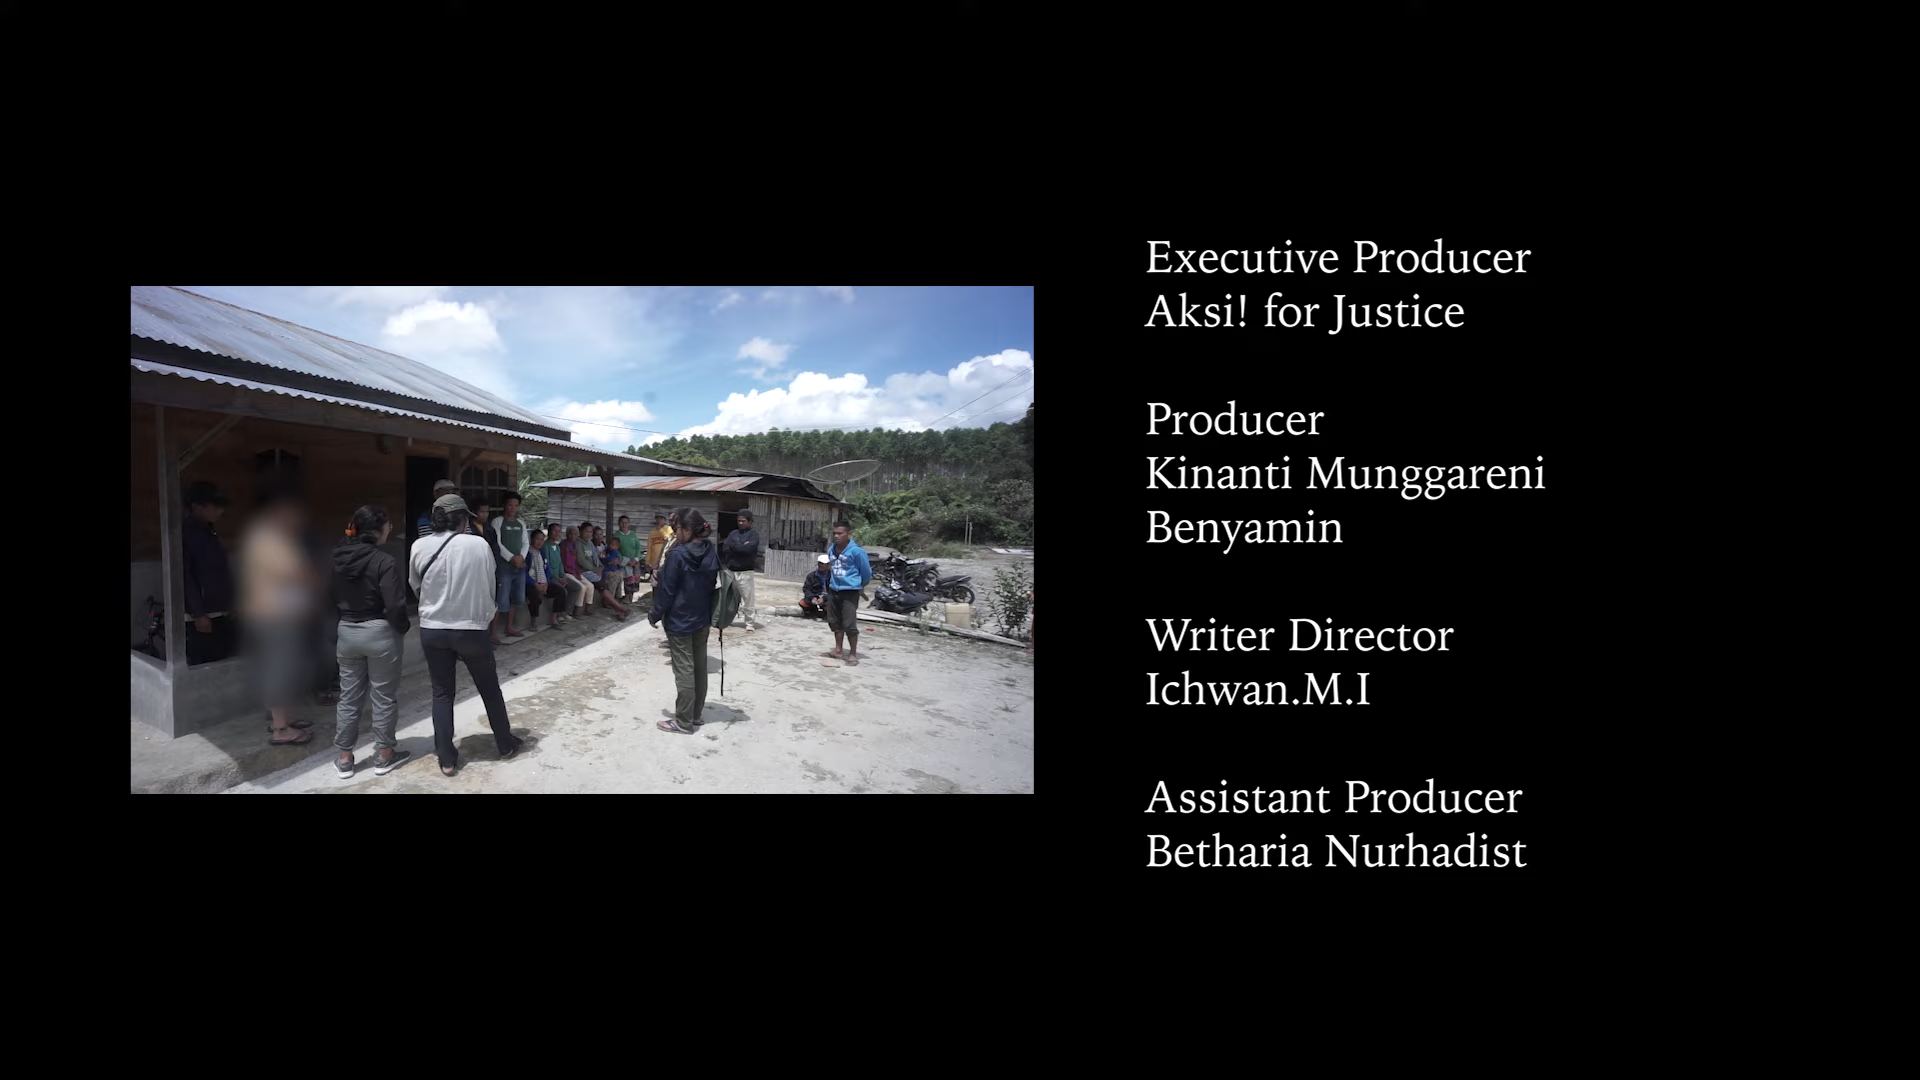 Executive Producer
Aksi! for Justice
Producer
Kinanti Munggareni
Benyamin
Writer Director
Ichwan.M.I
Assistant Producer
Betharia Nurhadist